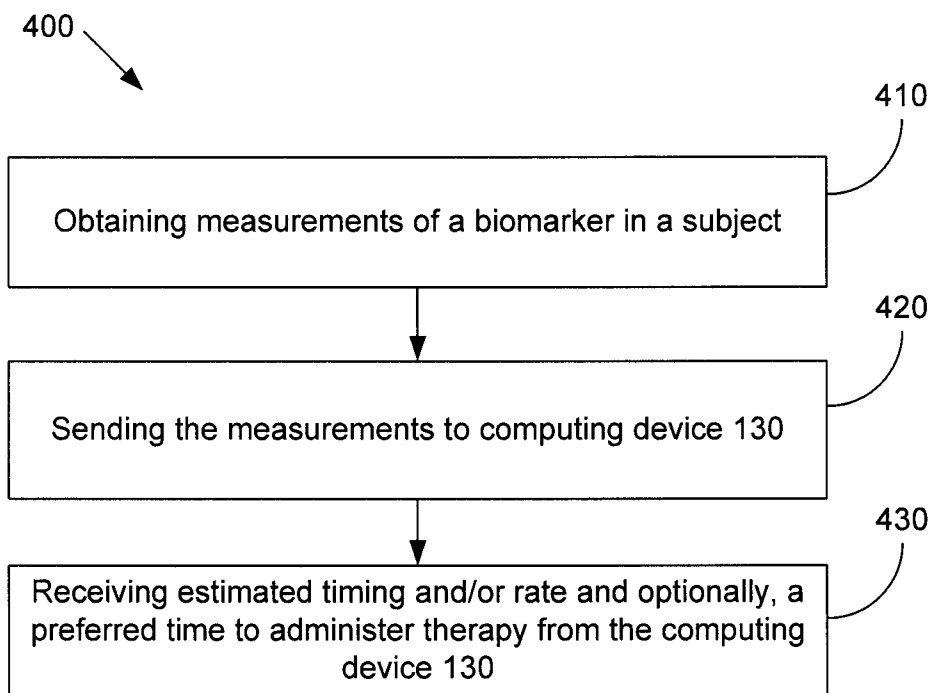 400
410
Obtaining measurements of a biomarker in a subject
420
Sending the measurements to computing device 130
430
Receiving estimated timing and/or rate and optionally, a
preferred time to administer therapy from the computing
device 130